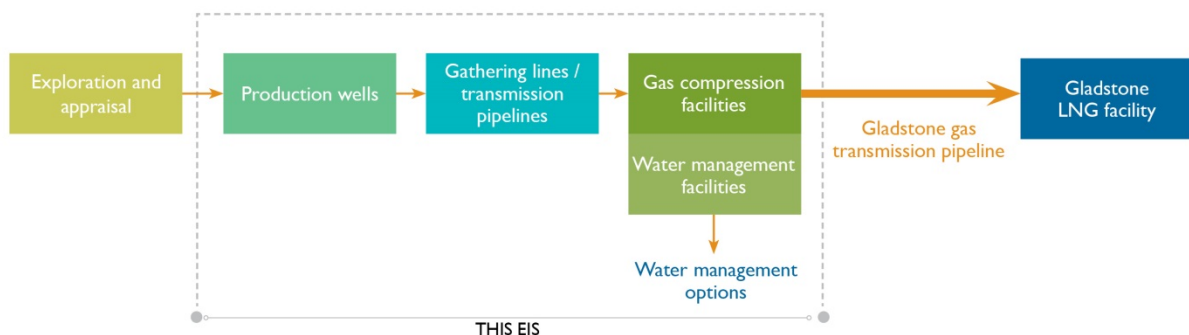 Exploration and
appraisal
Production wells
Gathering lines /
transmission
pipelines
Gas compression
facilities
Water management
facilities
Water management
options
Gladstone gas
transmission pipeline
Gladstone
LNG facility
THIS EIS